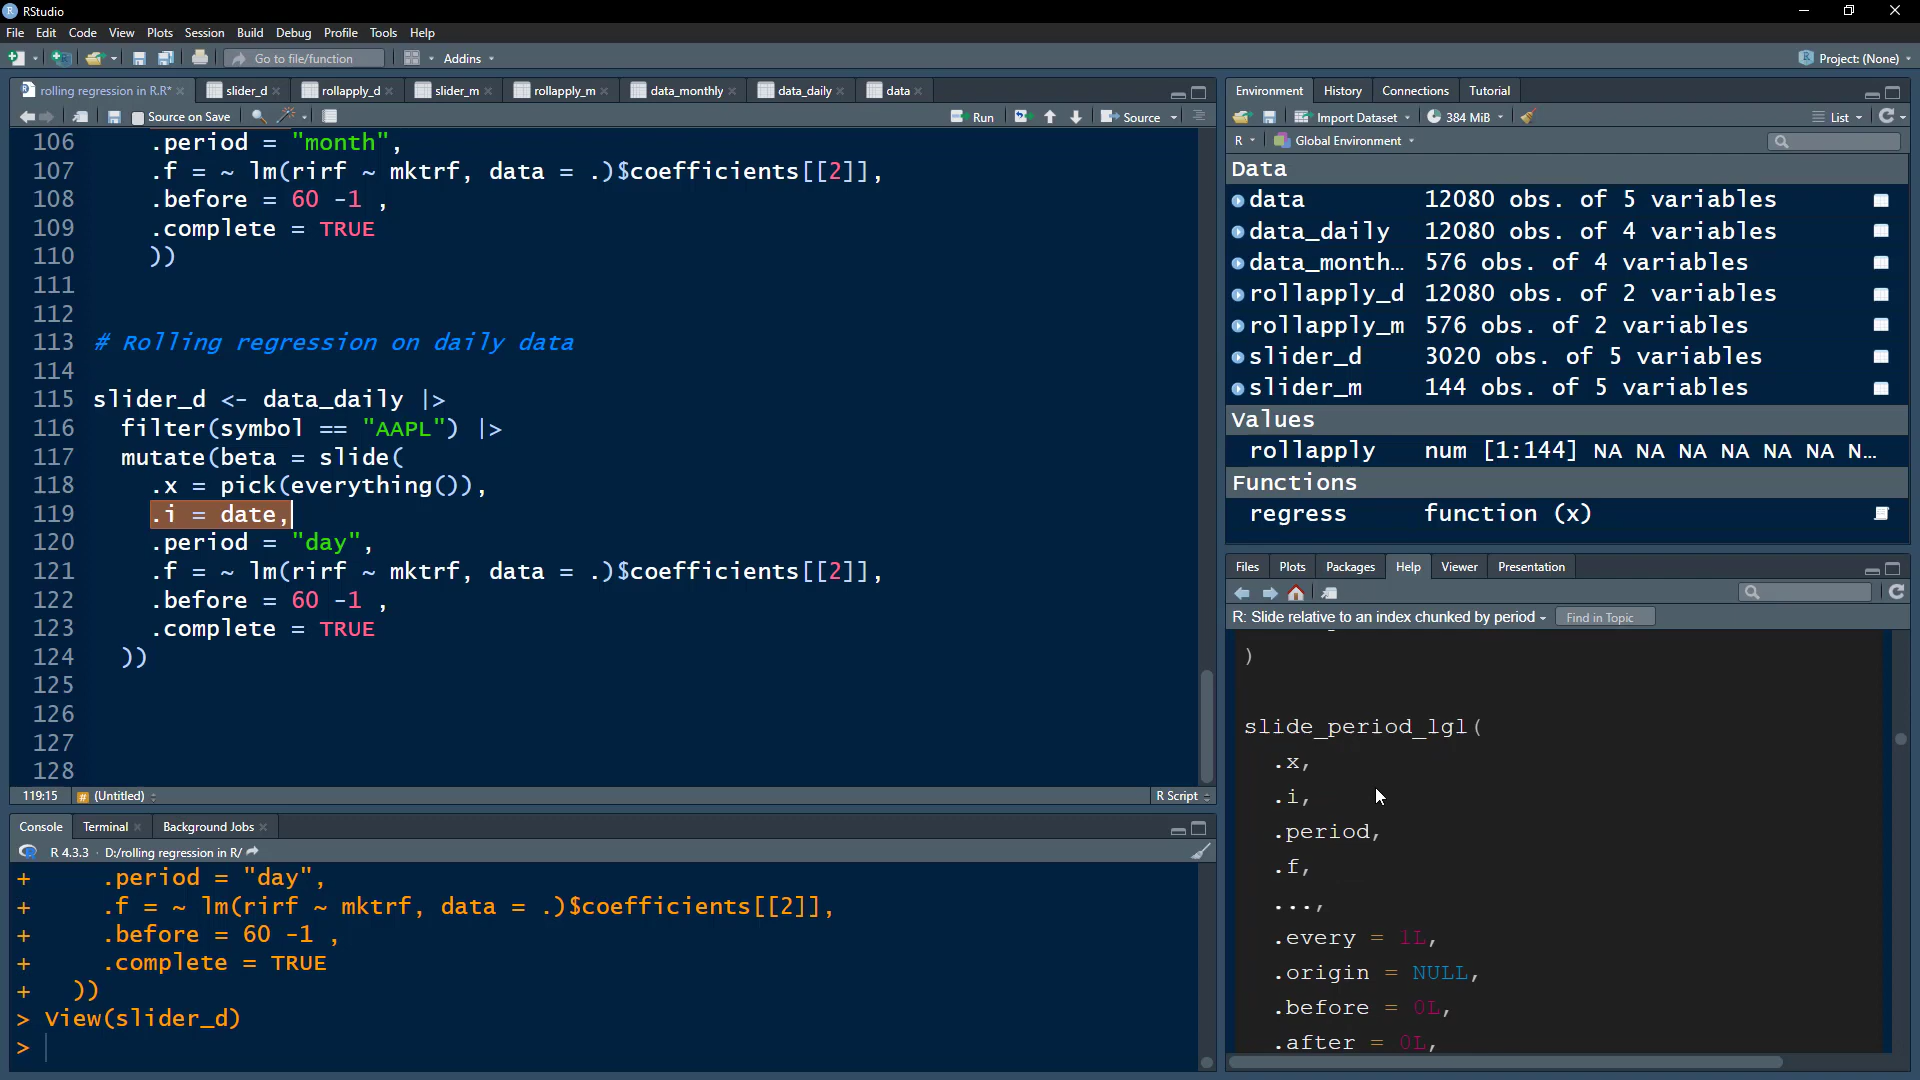 RStudio
File Edit Code View Plots Session Build Debug Profile Tools Help
Go to file/function Addins Project: (None)
rolling regression in R.R* slider_d rollapply_d slider_m rollapply_m data_monthly data_daily data
Source on Save Run Source
106 .period = "month",
107 .f = ~ lm(rirf ~ mktrf, data = .)$coefficients[[2]],
108 .before = 60 -1 ,
109 .complete = TRUE
110 ))
111
112
113 # Rolling regression on daily data
114
115 slider_d <- data_daily |>
116 filter(symbol == "AAPL") |>
117 mutate(beta = slide(
118 .x = pick(everything()),
119 .i = date,
120 .period = "day",
121 .f = ~ lm(rirf ~ mktrf, data = .)$coefficients[[2]],
122 .before = 60 -1 ,
123 .complete = TRUE
124 ))
125
126
127
128
119:15 # (Untitled) R Script
Console Terminal Background Jobs
R 4.3.3 · D:/rolling regression in R/
+ .period = "day",
+ .f = ~ lm(rirf ~ mktrf, data = .)$coefficients[[2]],
+ .before = 60 -1 ,
+ .complete = TRUE
+ ))
> view(slider_d)
>
Environment History Connections Tutorial
Import Dataset 384 MiB List
R Global Environment
Data
data 12080 obs. of 5 variables
data_daily 12080 obs. of 4 variables
data_month… 576 obs. of 4 variables
rollapply_d 12080 obs. of 2 variables
rollapply_m 576 obs. of 2 variables
slider_d 3020 obs. of 5 variables
slider_m 144 obs. of 5 variables
Values
rollapply num [1:144] NA NA NA NA NA NA N…
Functions
regress function (x)
Files Plots Packages Help Viewer Presentation
R: Slide relative to an index chunked by period Find in Topic
)
slide_period_lgl(
.x,
.i,
.period,
.f,
...,
.every = 1L,
.origin = NULL,
.before = 0L,
.after = 0L,